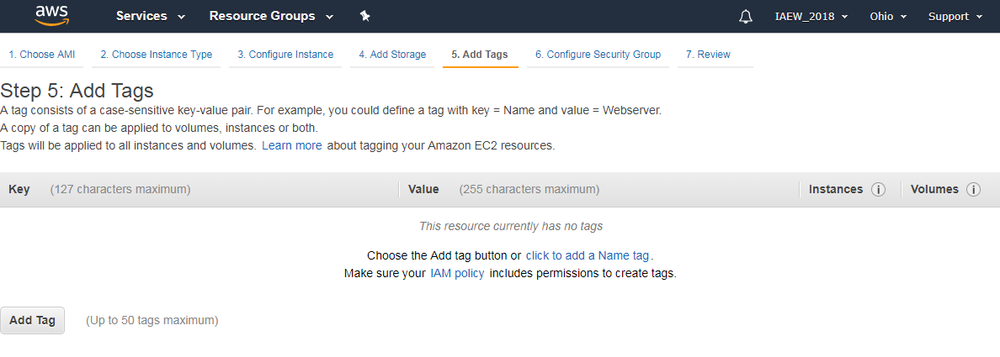 aws Services Resource Groups IAEW_2018 Ohio Support
1. Choose AMI 2. Choose Instance Type 3. Configure Instance 4. Add Storage 5. Add Tags 6. Configure Security Group 7. Review
Step 5: Add Tags
A tag consists of a case-sensitive key-value pair. For example, you could define a tag with key = Name and value = Webserver.
A copy of a tag can be applied to volumes, instances or both.
Tags will be applied to all instances and volumes. Learn more about tagging your Amazon EC2 resources.
Key (127 characters maximum) Value (255 characters maximum) Instances i Volumes i
This resource currently has no tags
Choose the Add tag button or click to add a Name tag.
Make sure your IAM policy includes permissions to create tags.
Add Tag (Up to 50 tags maximum)